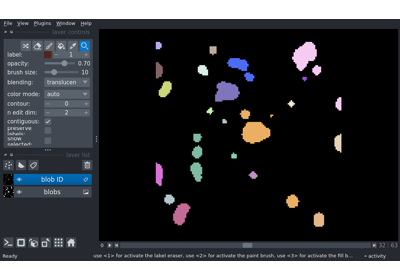 File View Plugins Window Help
layer controls
label: 1
opacity: 0.70
brush size: 10
blending: translucen
color mode: auto
contour: 0
n edit dim: 2
contiguous:
preserve
labels:
show
selected:
layer list
blob ID
blobs
32 63
Ready use <1> for activate the label eraser, use <2> for activate the paint brush, use <3> for activate the fill b... activity